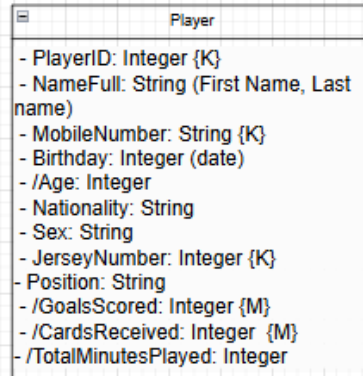 Player
- PlayerID: Integer {K}
- NameFull: String (First Name, Last
name)
- MobileNumber: String {K}
- Birthday: Integer (date)
- /Age: Integer
- Nationality: String
- Sex: String
- JerseyNumber: Integer {K}
- Position: String
- /GoalsScored: Integer {M}
- /CardsReceived: Integer  {M}
- /TotalMinutesPlayed: Integer